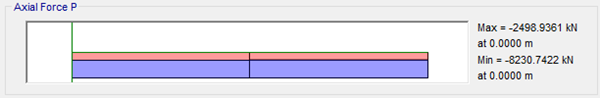 Axial Force P
Max = -2498.9361 kN
at 0.0000 m
Min = -8230.7422 kN
at 0.0000 m